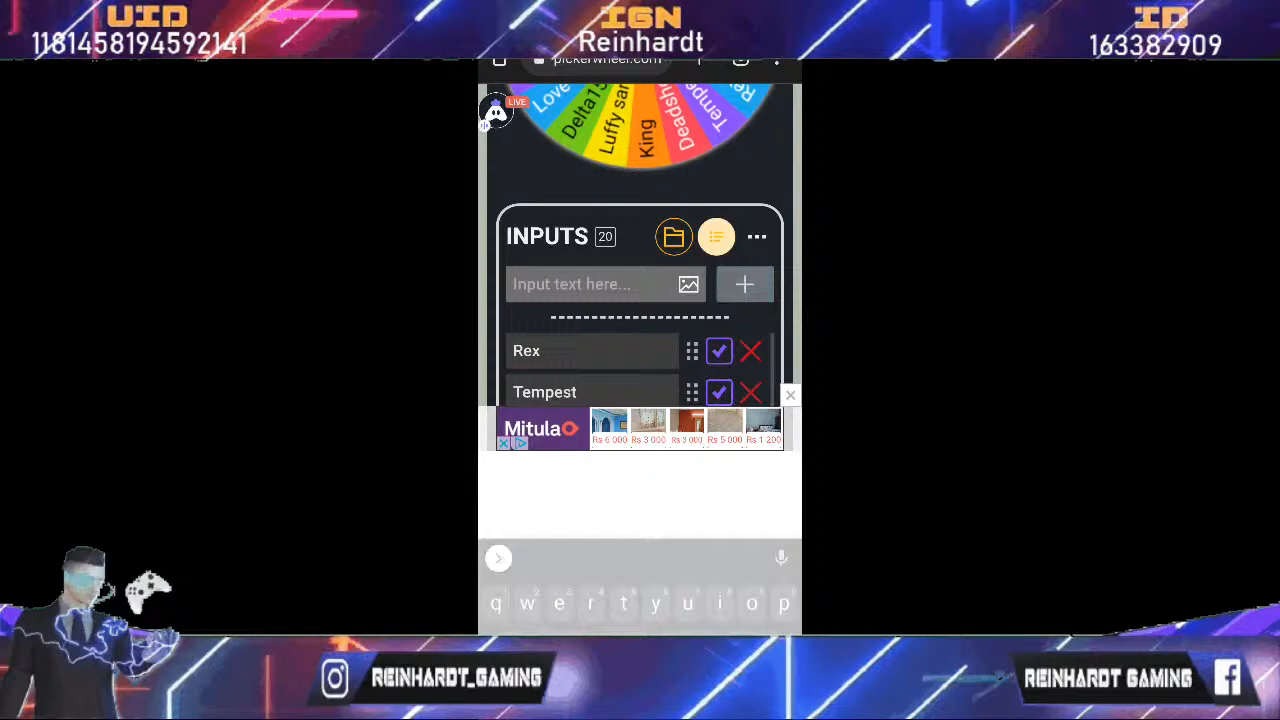 UID
1181458194592141
IGN
Reinhardt
ID
163382909
pickerwheel.com
LIVE
Love
Delta15
Luffy san
King
Deadsh
Tempe
Re
INPUTS 20
Input text here...
Rex
Tempest
Mitula
Rs 6 000 Rs 3 000 Rs 3 000 Rs 5 000 Rs 1 200
q w e r t y u i o p
REINHARDT_GAMING
REINHARDT GAMING